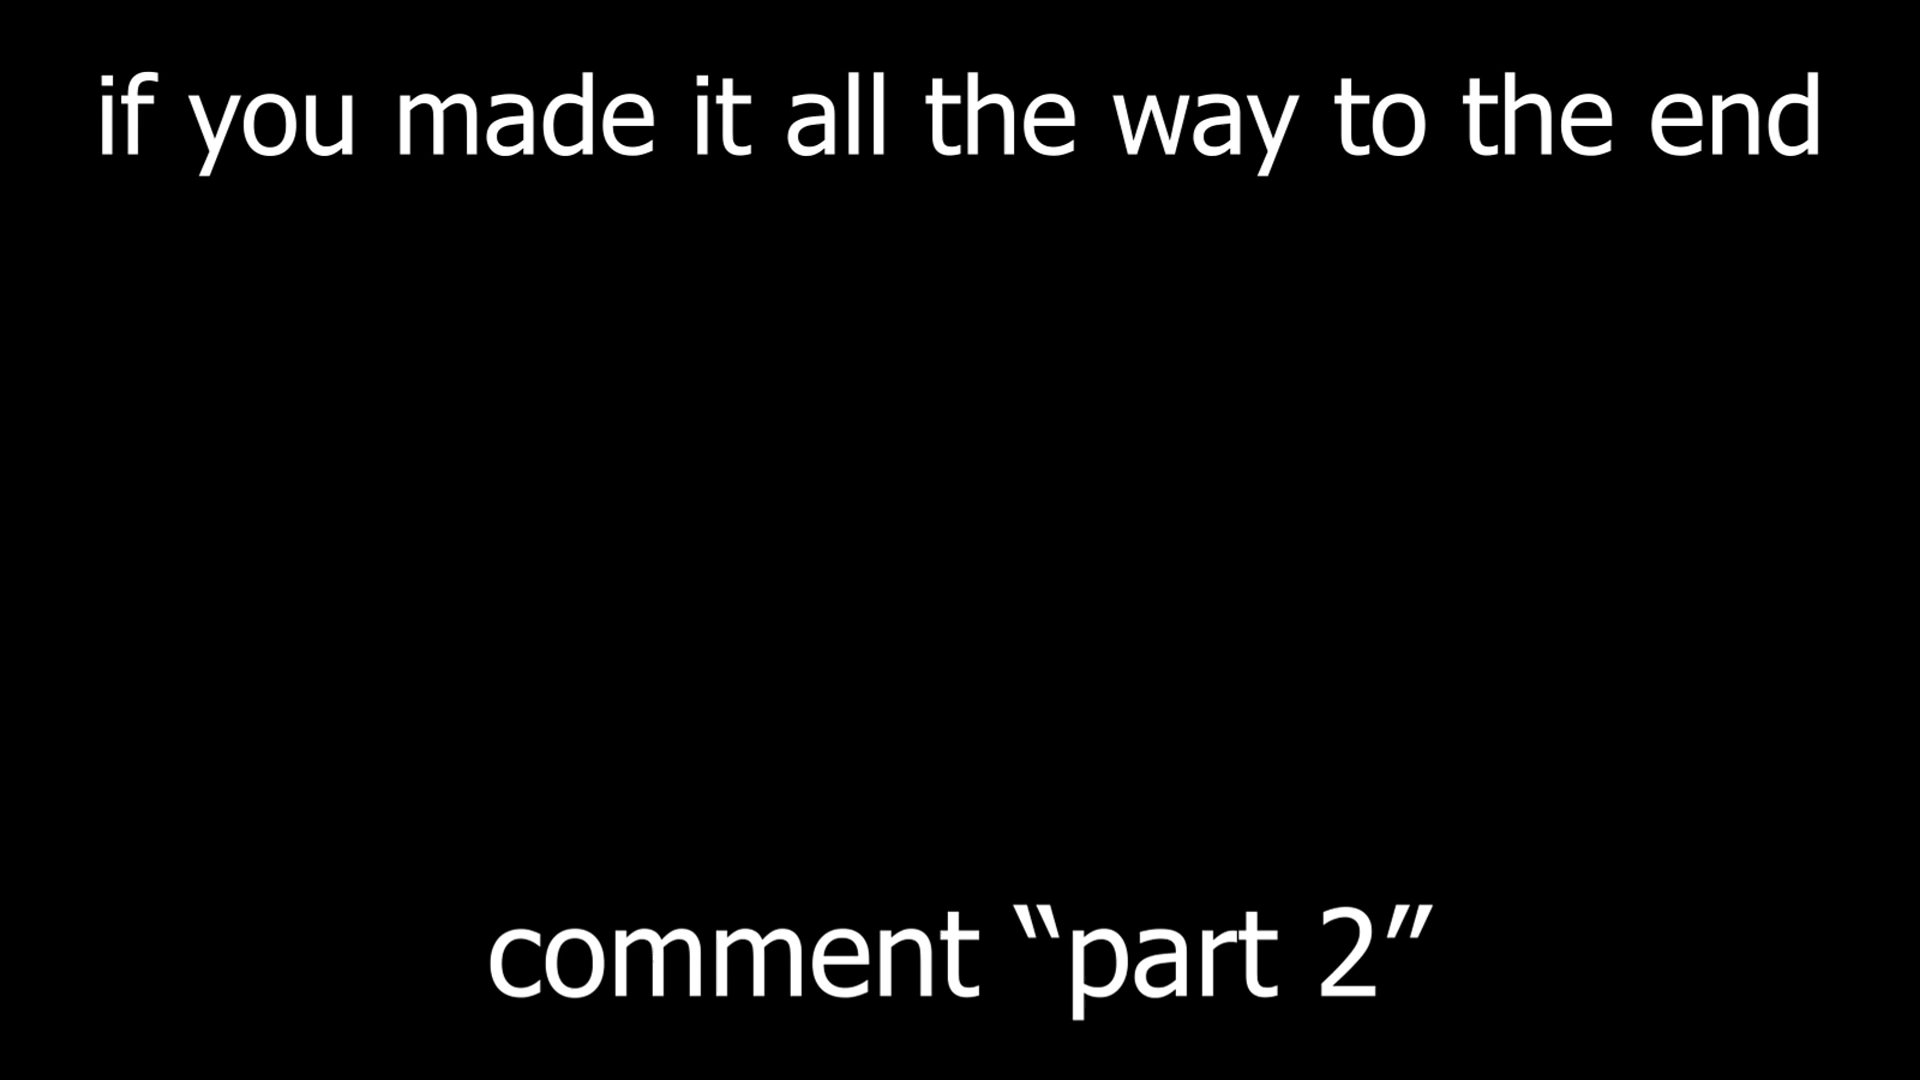 if you made it all the way to the end
comment “part 2”